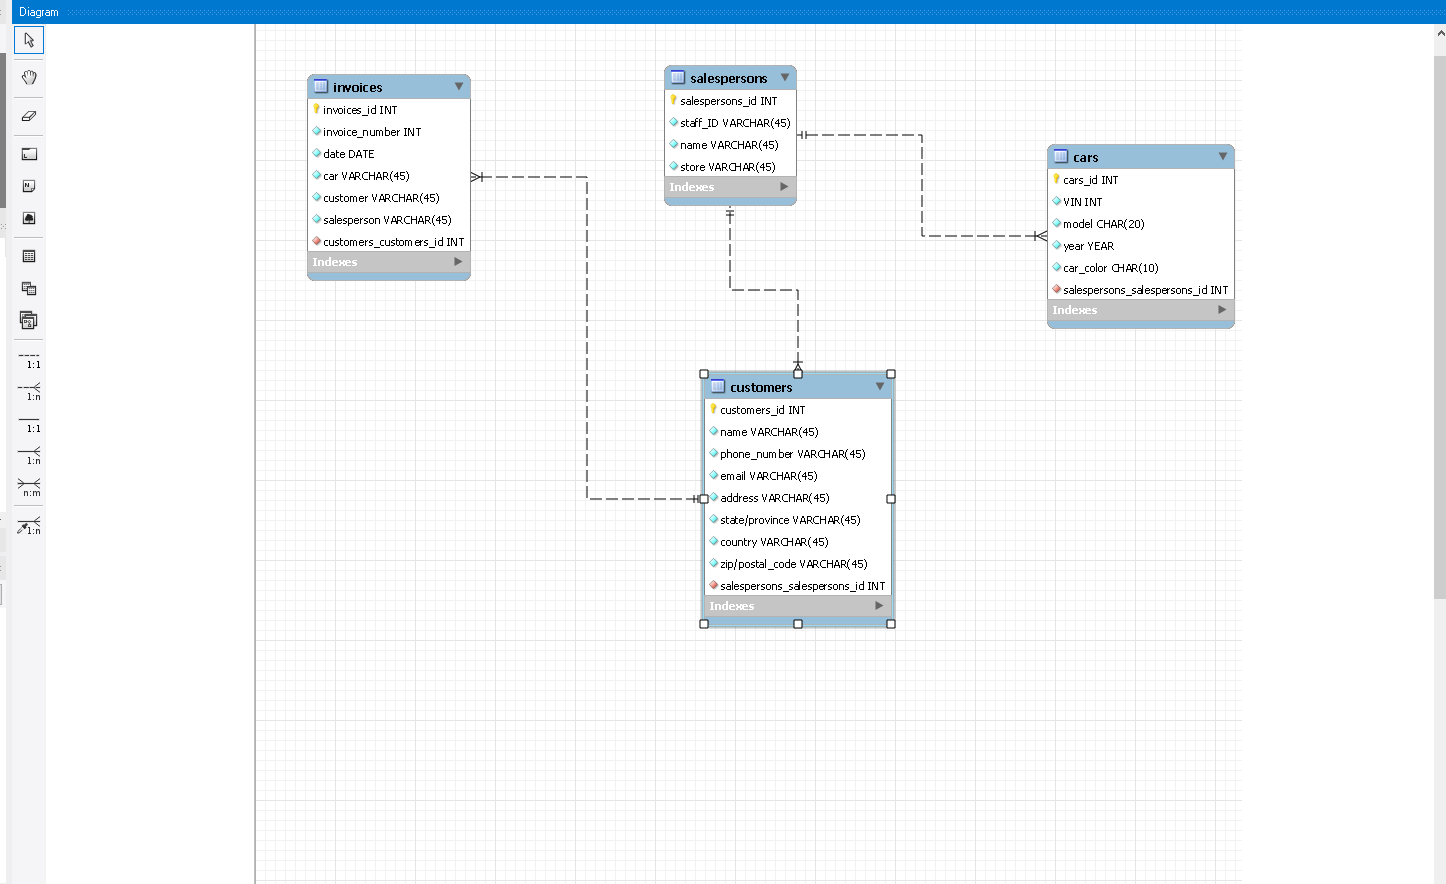 Diagram
invoices
invoices_id INT
invoice_number INT
date DATE
car VARCHAR(45)
customer VARCHAR(45)
salesperson VARCHAR(45)
customers_customers_id INT
Indexes
salespersons
salespersons_id INT
staff_ID VARCHAR(45)
name VARCHAR(45)
store VARCHAR(45)
Indexes
cars
cars_id INT
VIN INT
model CHAR(20)
year YEAR
car_color CHAR(10)
salespersons_salespersons_id INT
Indexes
customers
customers_id INT
name VARCHAR(45)
phone_number VARCHAR(45)
email VARCHAR(45)
address VARCHAR(45)
state/province VARCHAR(45)
country VARCHAR(45)
zip/postal_code VARCHAR(45)
salespersons_salespersons_id INT
Indexes
1:1
1:n
1:1
1:n
n:m
1:n